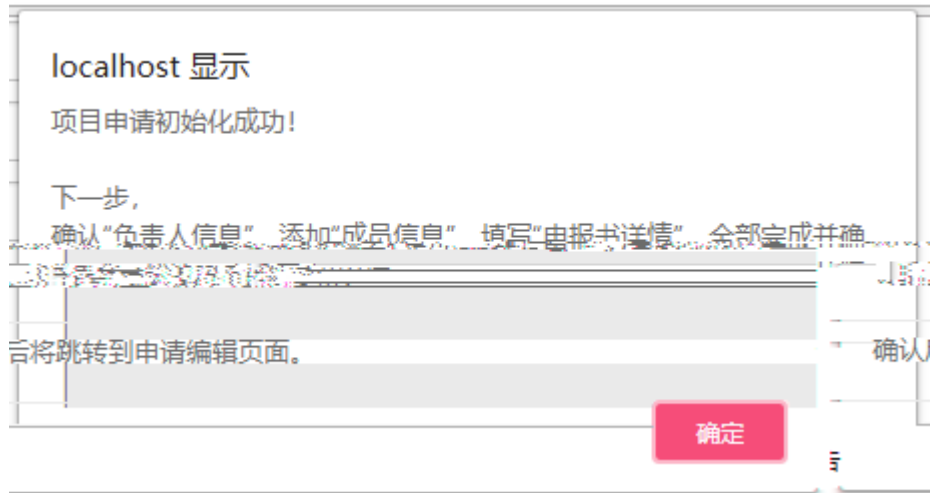 localhost 显示
项目申请初始化成功！
下一步，
确认“负责人信息”，添加“成员信息”，填写“申报书详情”，全部完成并确
后将跳转到申请编辑页面。
确认
确定